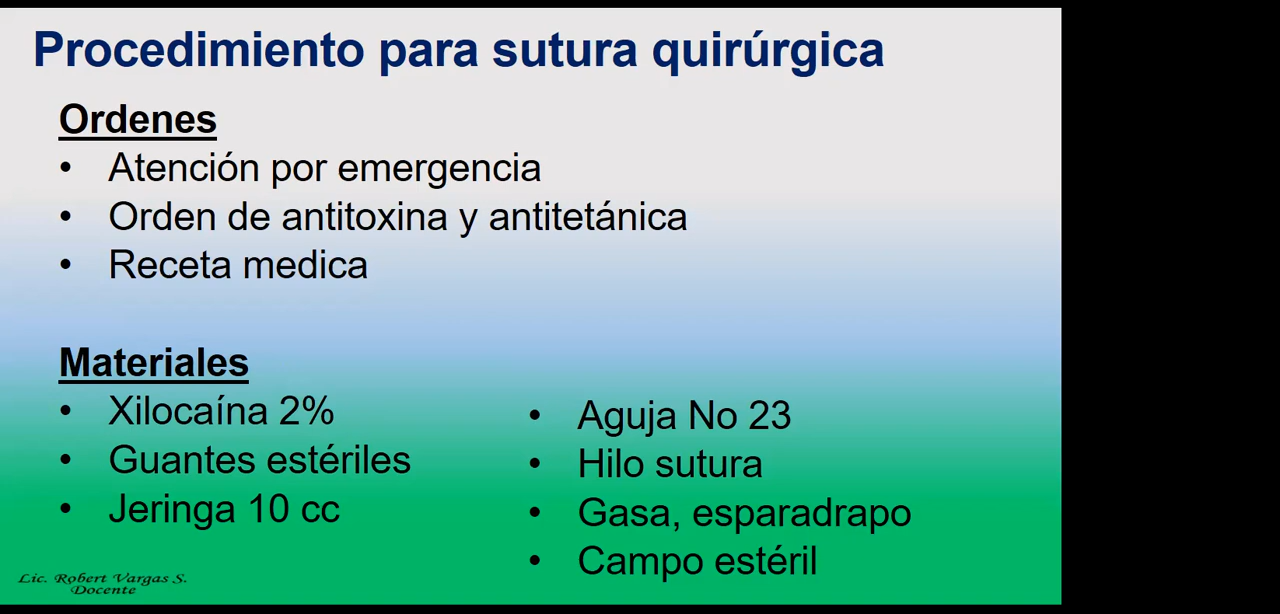 Procedimiento para sutura quirúrgica
Ordenes
• Atención por emergencia
• Orden de antitoxina y antitetánica
• Receta medica
Materiales
• Xilocaína 2%
• Guantes estériles
• Jeringa 10 cc
• Aguja No 23
• Hilo sutura
• Gasa, esparadrapo
• Campo estéril
Lic. Robert Vargas S.
Docente